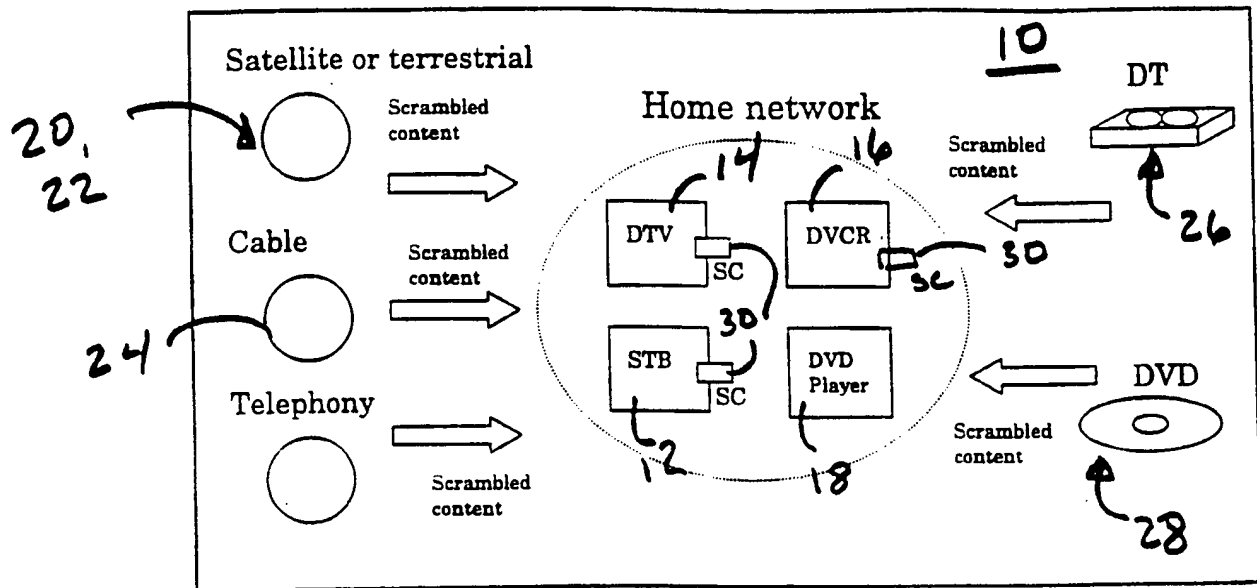 10
Satellite or terrestrial
DT
20,
22
Scrambled
content
Home network
14
16
Scrambled
content
26
DTV
SC
DVCR
SC
30
Cable
Scrambled
content
24
30
STB
SC
DVD
Player
DVD
Telephony
12
18
Scrambled
content
Scrambled
content
28